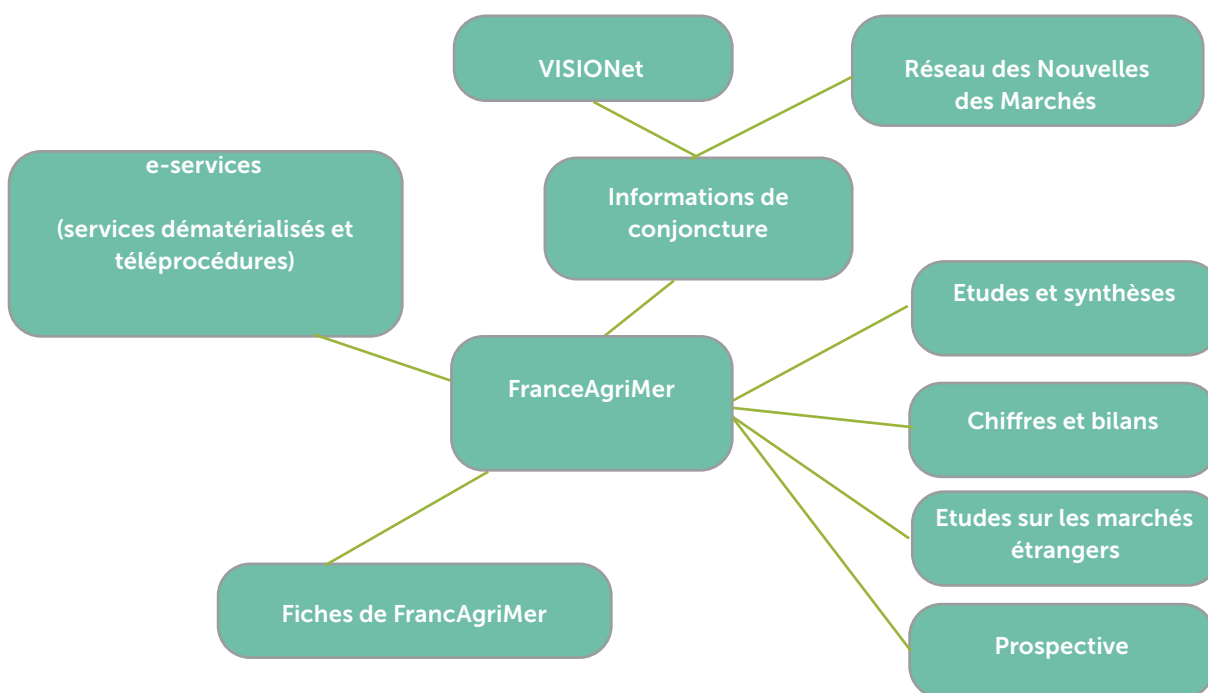 VISIONet
Réseau des Nouvelles
des Marchés
e-services
(services dématérialisés et
téléprocédures)
Informations de
conjoncture
Etudes et synthèses
FranceAgriMer
Chiffres et bilans
Etudes sur les marchés
étrangers
Fiches de FrancAgriMer
Prospective